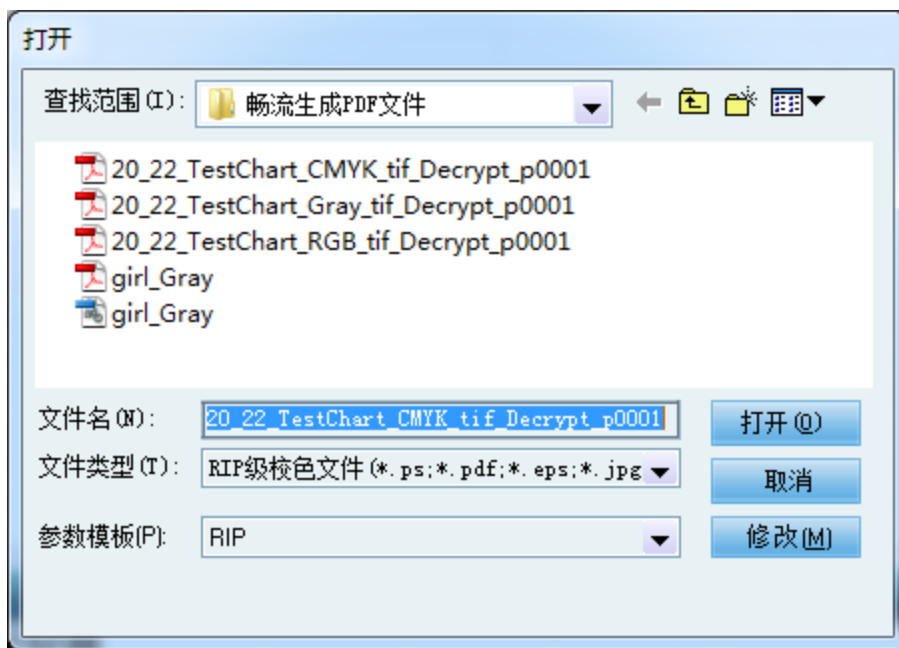 打开
查找范围(I): 畅流生成PDF文件
20_22_TestChart_CMYK_tif_Decrypt_p0001
20_22_TestChart_Gray_tif_Decrypt_p0001
20_22_TestChart_RGB_tif_Decrypt_p0001
girl_Gray
girl_Gray
文件名(N): 20_22_TestChart_CMYK_tif_Decrypt_p0001 打开(O)
文件类型(T): RIP级校色文件(*.ps;*.pdf;*.eps;*.jpg 取消
参数模板(P): RIP 修改(M)